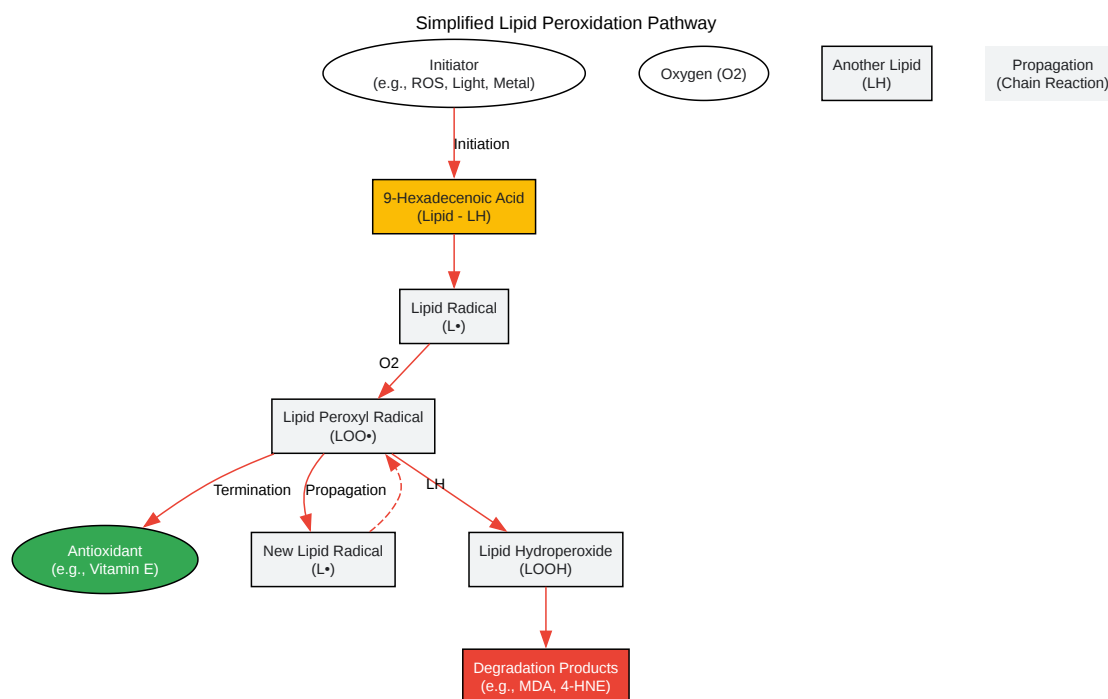 Simplified Lipid Peroxidation Pathway
Initiator
(e.g., ROS, Light, Metal)
Oxygen (O2)
Another Lipid
(LH)
Propagation
(Chain Reaction)
Initiation
9-Hexadecenoic Acid
(Lipid - LH)
Lipid Radical
(L•)
O2
Lipid Peroxyl Radical
(LOO•)
Termination
Propagation
LH
Antioxidant
(e.g., Vitamin E)
New Lipid Radical
(L•)
Lipid Hydroperoxide
(LOOH)
Degradation Products
(e.g., MDA, 4-HNE)